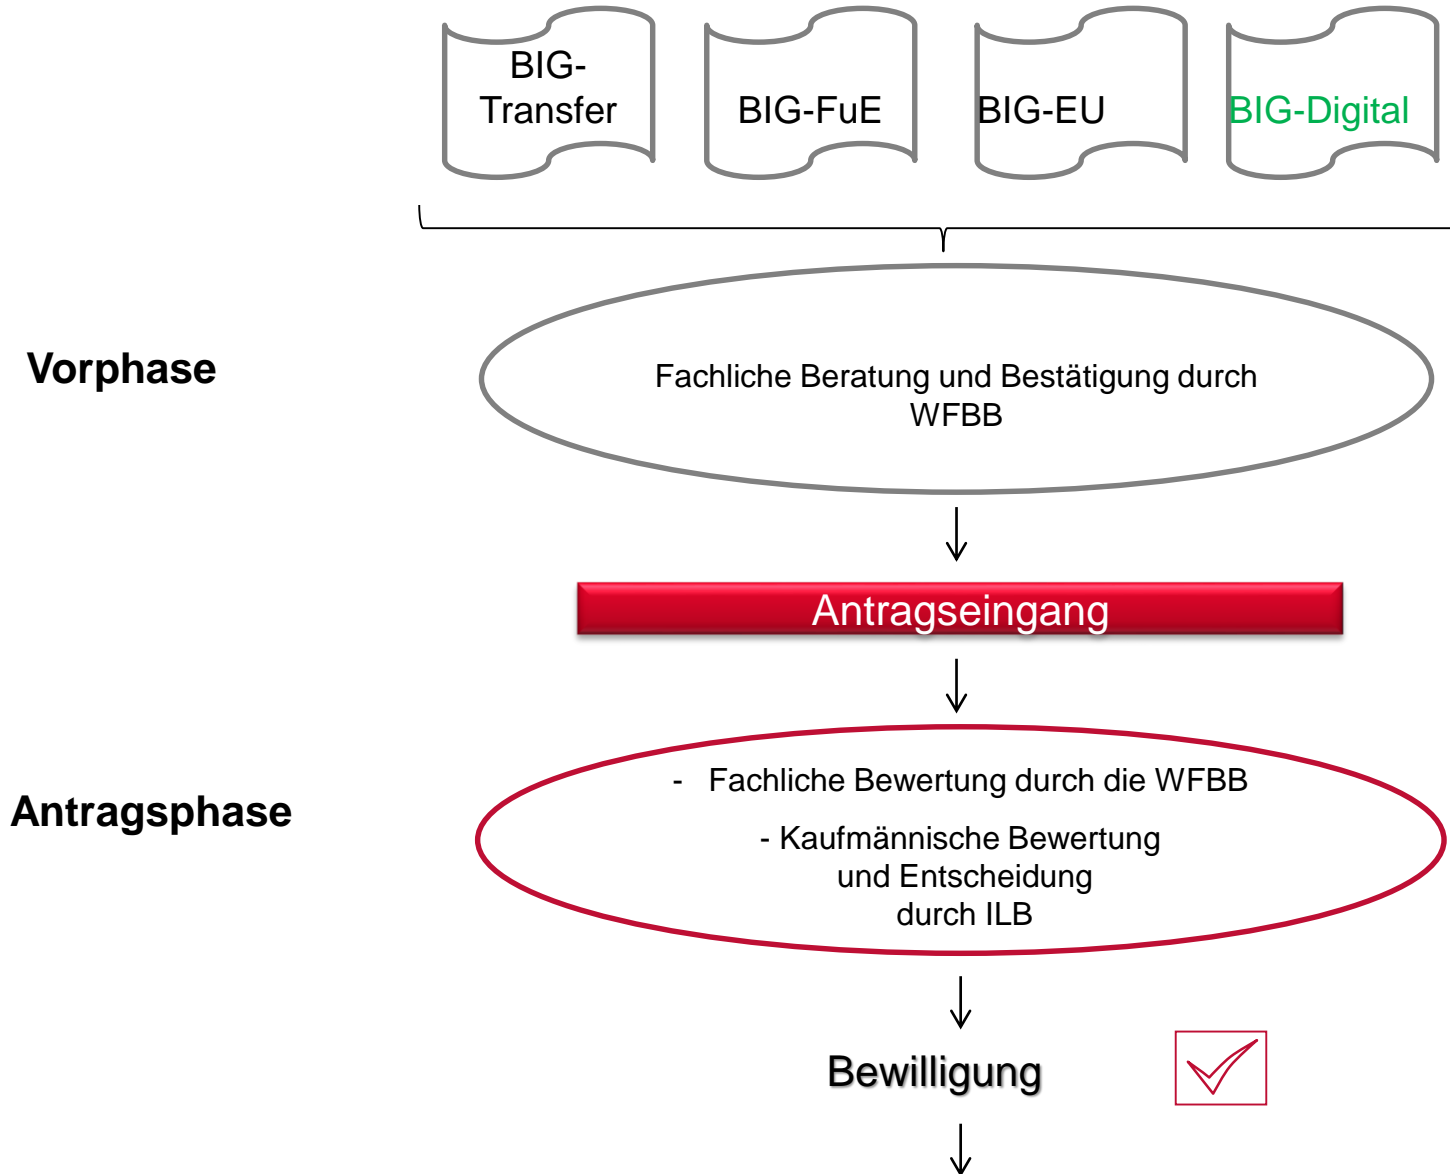 BIG-
Transfer
BIG-FuE
BIG-EU
BIG-Digital
Vorphase
Fachliche Beratung und Bestätigung durch
WFBB
Antragseingang
Antragsphase
- Fachliche Bewertung durch die WFBB
- Kaufmännische Bewertung
und Entscheidung
durch ILB
Bewilligung